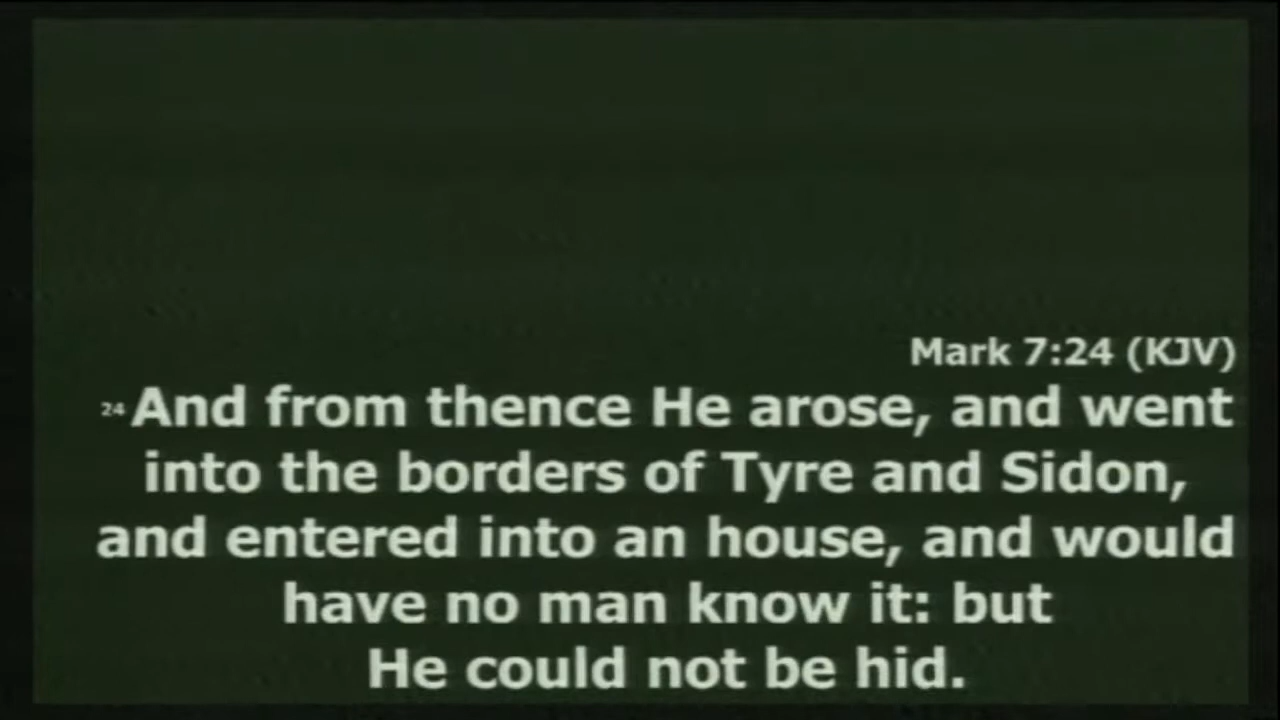 Mark 7:24 (KJV)
24 And from thence He arose, and went
into the borders of Tyre and Sidon,
and entered into an house, and would
have no man know it: but
He could not be hid.